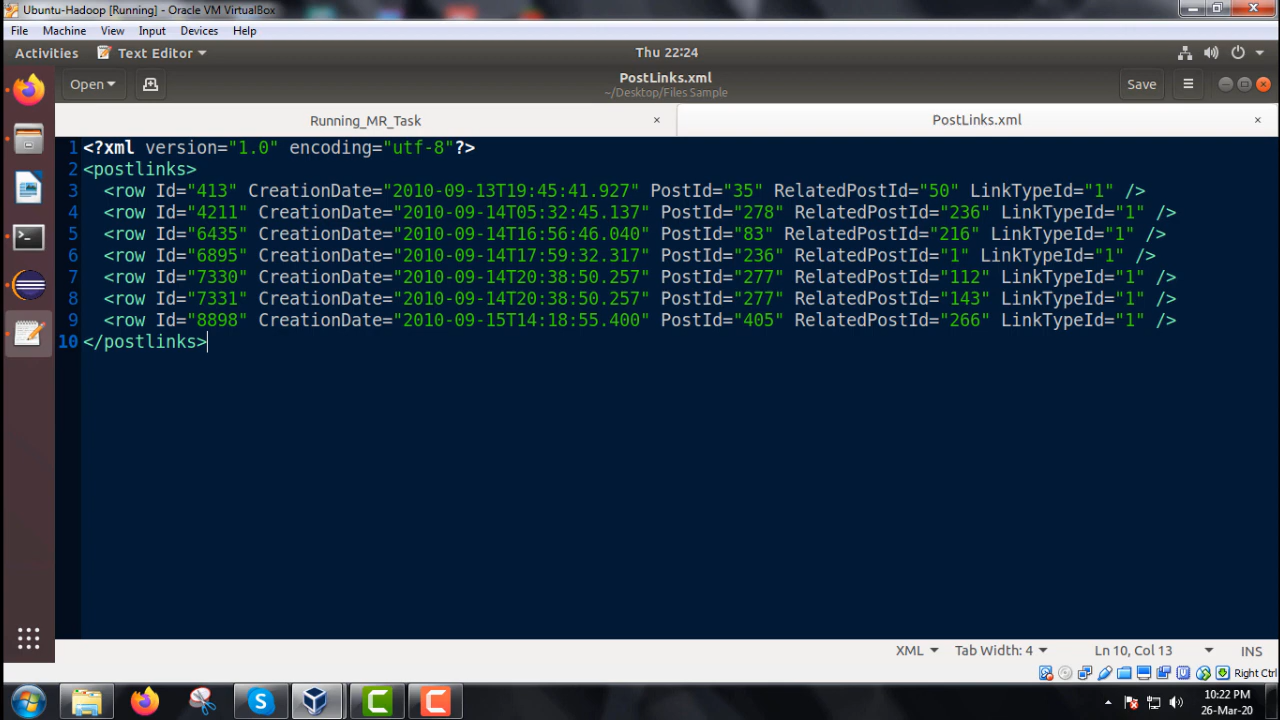 Ubuntu-Hadoop [Running] - Oracle VM VirtualBox
File Machine View Input Devices Help
Activities Text Editor Thu 22:24
Open PostLinks.xml Save
~/Desktop/Files Sample
Running_MR_Task × PostLinks.xml ×
1 <?xml version="1.0" encoding="utf-8"?>
2 <postlinks>
3 <row Id="413" CreationDate="2010-09-13T19:45:41.927" PostId="35" RelatedPostId="50" LinkTypeId="1" />
4 <row Id="4211" CreationDate="2010-09-14T05:32:45.137" PostId="278" RelatedPostId="236" LinkTypeId="1" />
5 <row Id="6435" CreationDate="2010-09-14T16:56:46.040" PostId="83" RelatedPostId="216" LinkTypeId="1" />
6 <row Id="6895" CreationDate="2010-09-14T17:59:32.317" PostId="236" RelatedPostId="1" LinkTypeId="1" />
7 <row Id="7330" CreationDate="2010-09-14T20:38:50.257" PostId="277" RelatedPostId="112" LinkTypeId="1" />
8 <row Id="7331" CreationDate="2010-09-14T20:38:50.257" PostId="277" RelatedPostId="143" LinkTypeId="1" />
9 <row Id="8898" CreationDate="2010-09-15T14:18:55.400" PostId="405" RelatedPostId="266" LinkTypeId="1" />
10 </postlinks>
XML Tab Width: 4 Ln 10, Col 13 INS
Right Ctrl
10:22 PM
26-Mar-20